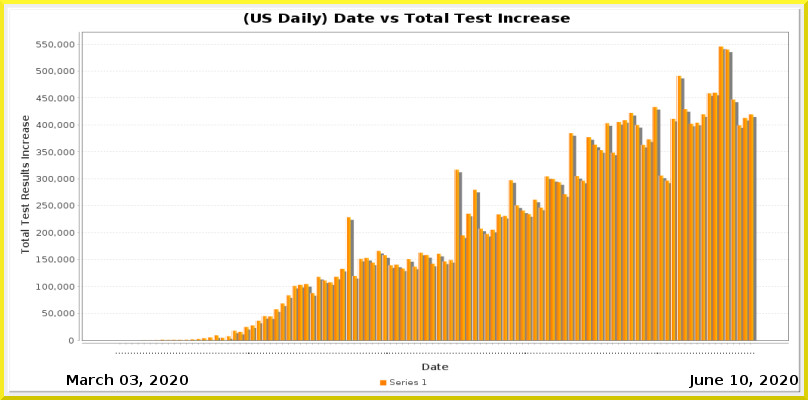 (US Daily) Date vs Total Test Increase
550,000
500,000
450,000
400,000
350,000
300,000
250,000
200,000
150,000
100,000
50,000
0
Total Test Results Increase
Date
March 03, 2020
Series 1
June 10, 2020